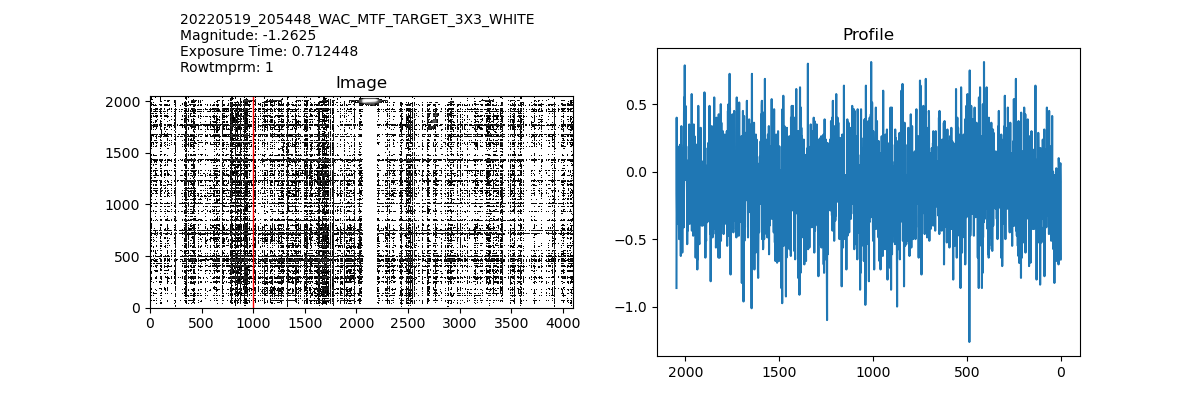 20220519_205448_WAC_MTF_TARGET_3X3_WHITE
Magnitude: -1.2625
Exposure Time: 0.712448
Rowtmprm: 1
Image
2000
1500
1000
500
0
0 500 1000 1500 2000 2500 3000 3500 4000
Profile
0.5
0.0
−0.5
−1.0
2000 1500 1000 500 0